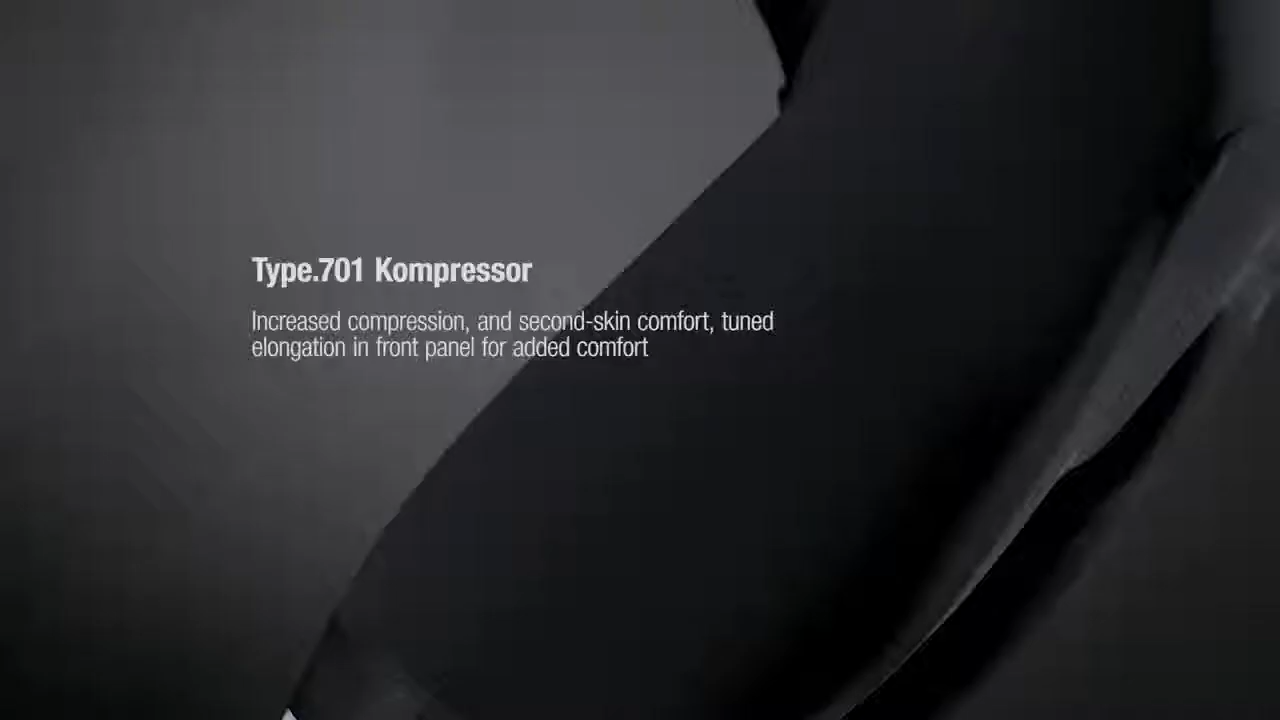 Type.701 Kompressor
Increased compression, and second-skin comfort, tuned
elongation in front panel for added comfort